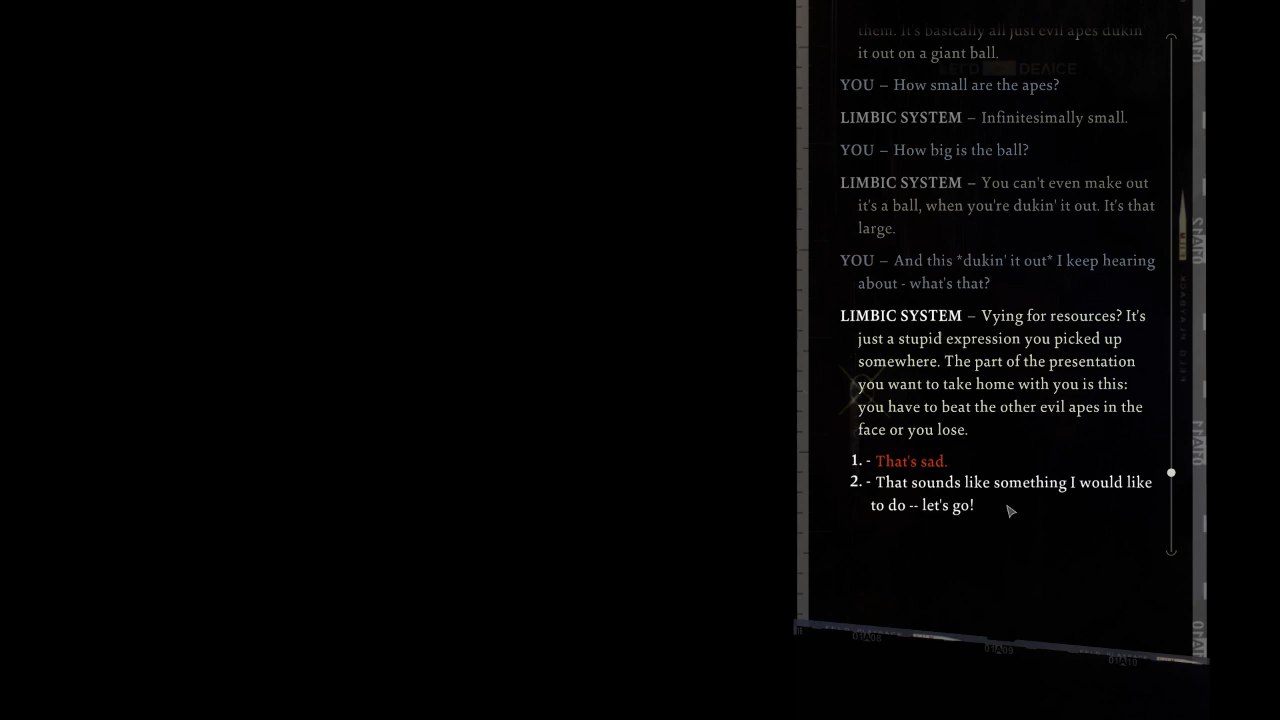 them. It's basically all just evil apes dukin'
it out on a giant ball.
YOU – How small are the apes?
LIMBIC SYSTEM – Infinitesimally small.
YOU – How big is the ball?
LIMBIC SYSTEM – You can't even make out
it's a ball, when you're dukin' it out. It's that
large.
YOU – And this *dukin' it out* I keep hearing
about - what's that?
LIMBIC SYSTEM – Vying for resources? It's
just a stupid expression you picked up
somewhere. The part of the presentation
you want to take home with you is this:
you have to beat the other evil apes in the
face or you lose.
1. - That's sad.
2. - That sounds like something I would like
to do -- let's go!
01A08
01A09
01A10